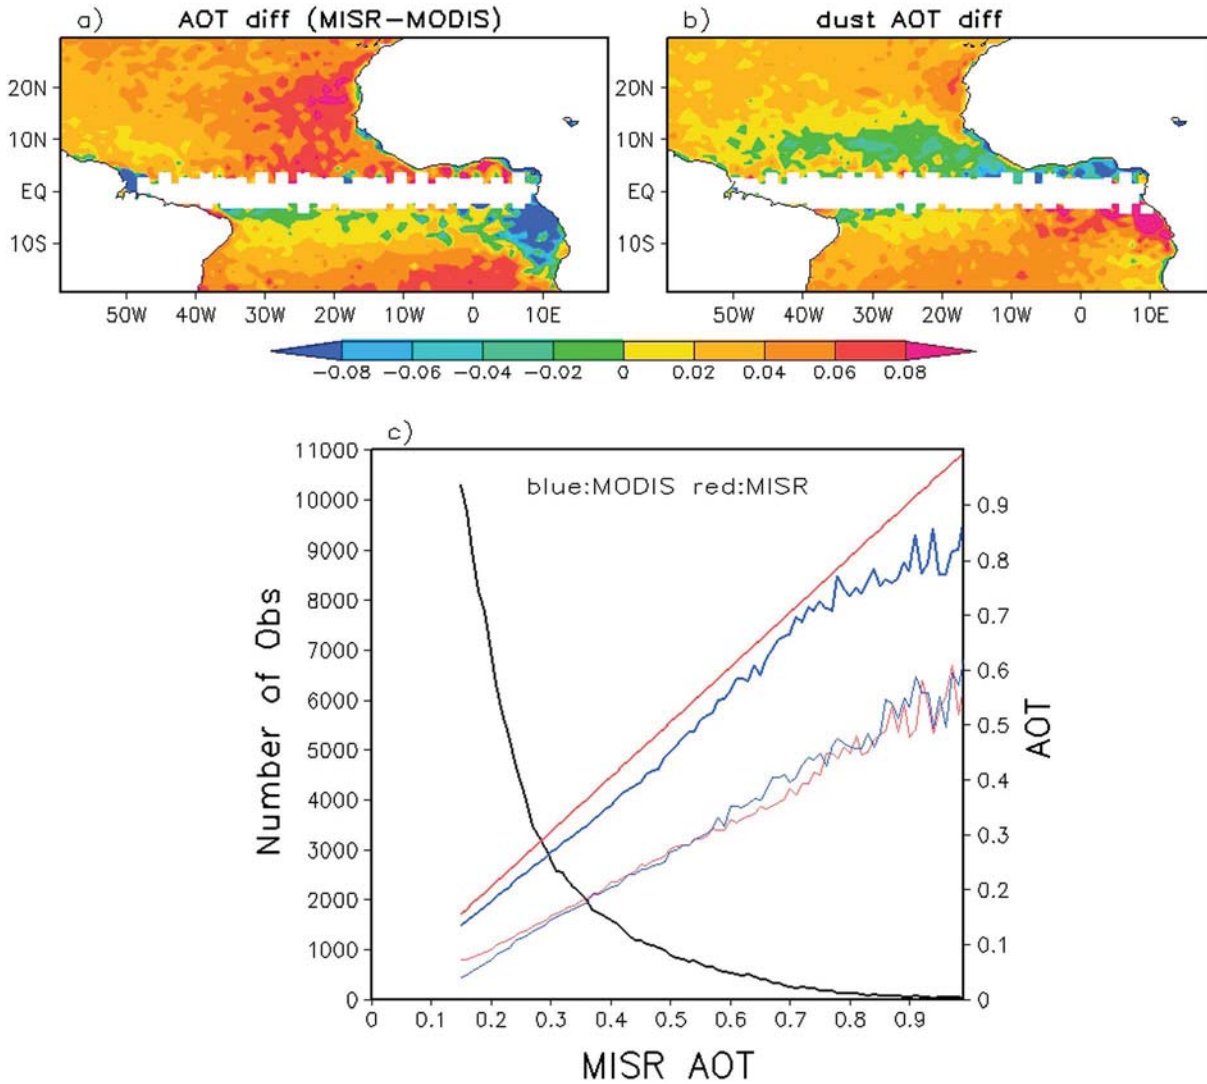 a) AOT diff (MISR-MODIS)
b) dust AOT diff
20N
10N
EQ
10S
50W 40W 30W 20W 10W 0 10E
20N
10N
EQ
10S
50W 40W 30W 20W 10W 0 10E
-0.08 -0.06 -0.04 -0.02 0 0.02 0.04 0.06 0.08
c)
blue:MODIS red:MISR
Number of Obs
11000
10000
9000
8000
7000
6000
5000
4000
3000
2000
1000
0
0 0.1 0.2 0.3 0.4 0.5 0.6 0.7 0.8 0.9
MISR AOT
0.9
0.8
0.7
0.6
0.5
0.4
0.3
0.2
0.1
0
AOT